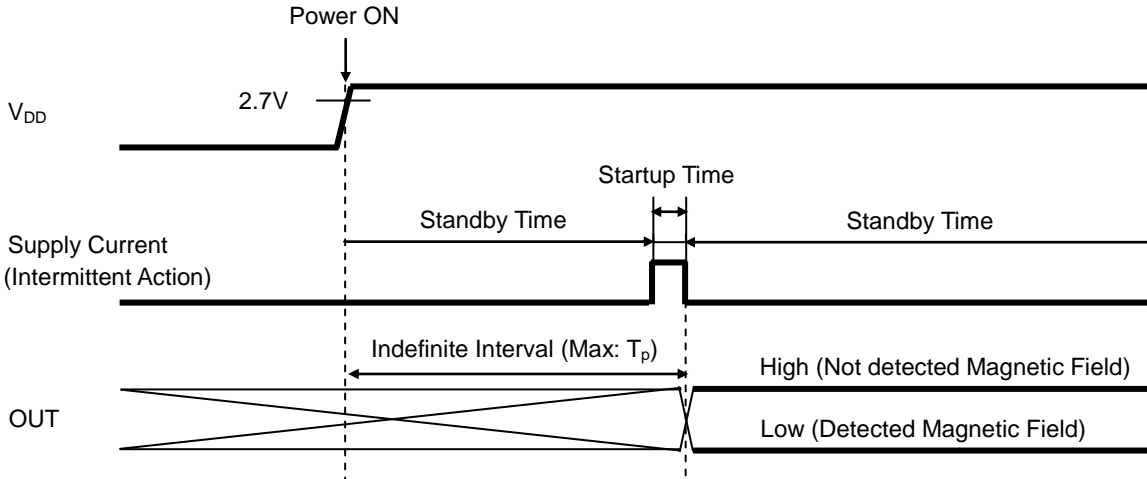 Power ON
2.7V
VDD
Startup Time
Standby Time
Standby Time
Supply Current
(Intermittent Action)
Indefinite Interval (Max: Tp)
High (Not detected Magnetic Field)
OUT
Low (Detected Magnetic Field)